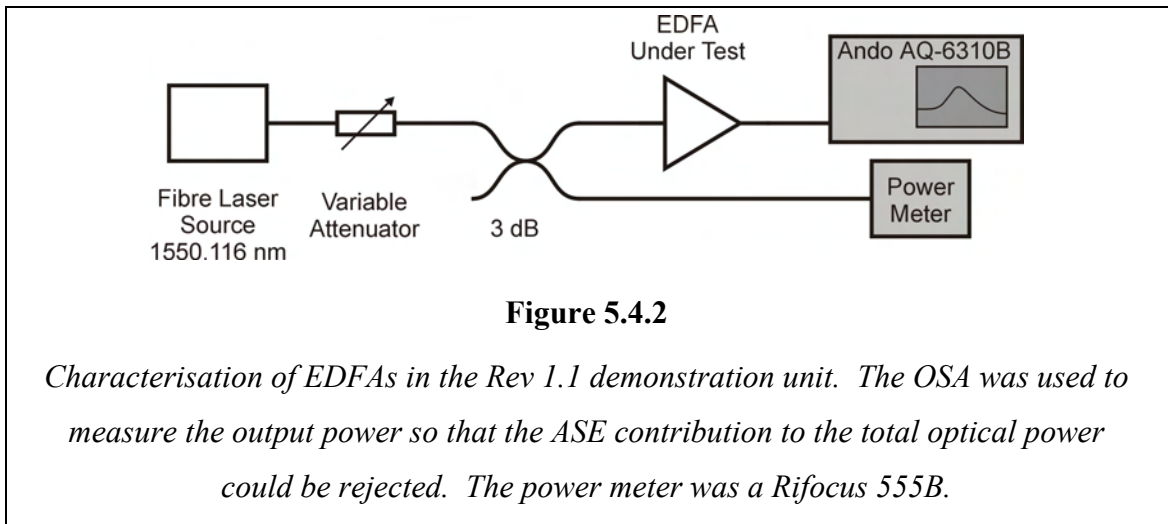 EDFA
Under Test
Ando AQ-6310B
Fibre Laser
Source
1550.116 nm
Variable
Attenuator
3 dB
Power
Meter
Figure 5.4.2
Characterisation of EDFAs in the Rev 1.1 demonstration unit.  The OSA was used to
measure the output power so that the ASE contribution to the total optical power
could be rejected.  The power meter was a Rifocus 555B.